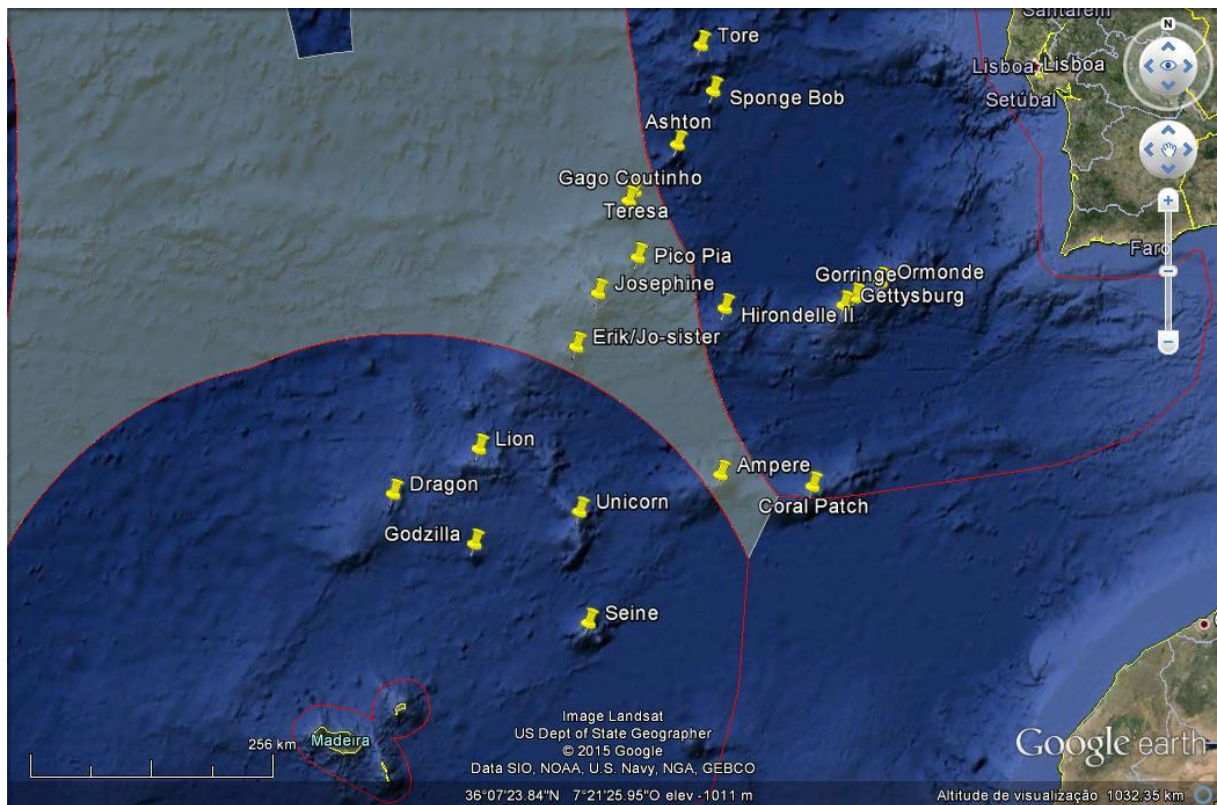 Santarem
N
Tore
Lisboa
Lisboa
Sponge Bob
Setúbal
Ashton
Gago Coutinho
Teresa
Faro
Pico Pia
Josephine
Gorringe
Ormonde
Gettysburg
Hirondelle II
Erik/Jo-sister
Lion
Ampere
Dragon
Unicorn
Coral Patch
Godzilla
Seine
Madeira
256 km
Image Landsat
US Dept of State Geographer
© 2015 Google
Data SIO, NOAA, U.S. Navy, NGA, GEBCO
Google earth
36°07'23.84"N 7°21'25.95"O elev -1011 m
Altitude de visualização 1032.35 km